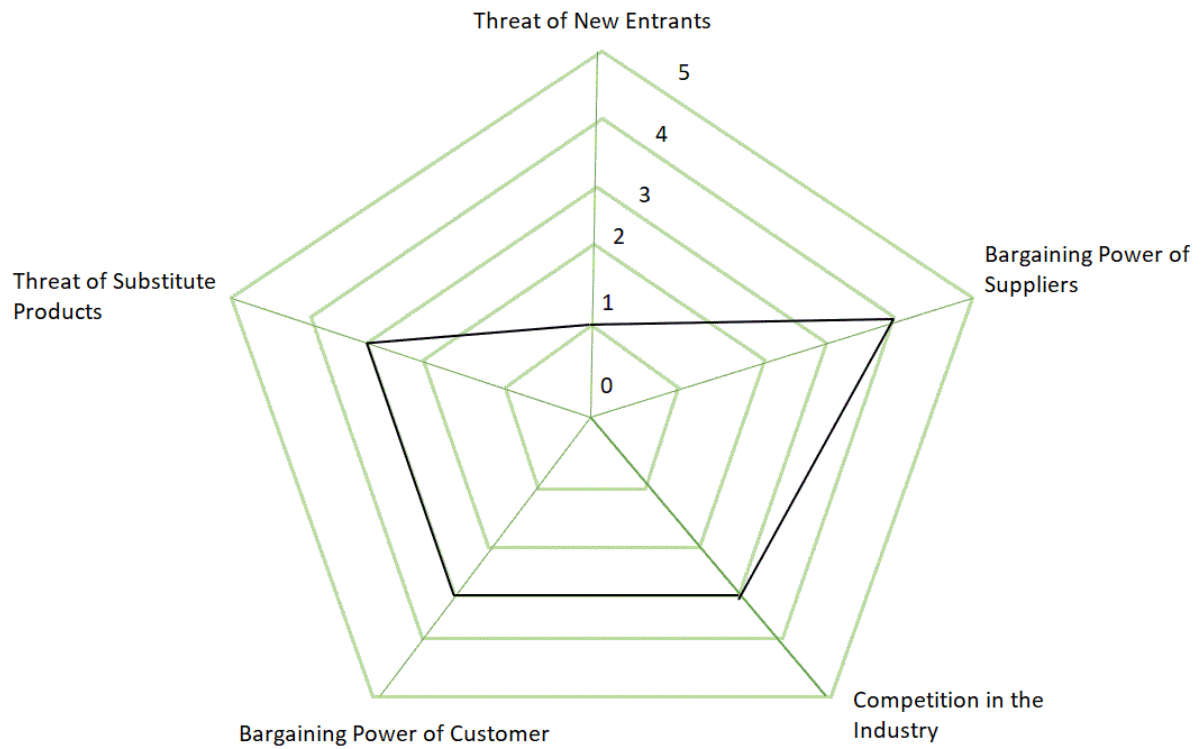 Threat of New Entrants
5
4
3
2
1
0
Bargaining Power of
Suppliers
Threat of Substitute
Products
Competition in the
Industry
Bargaining Power of Customer